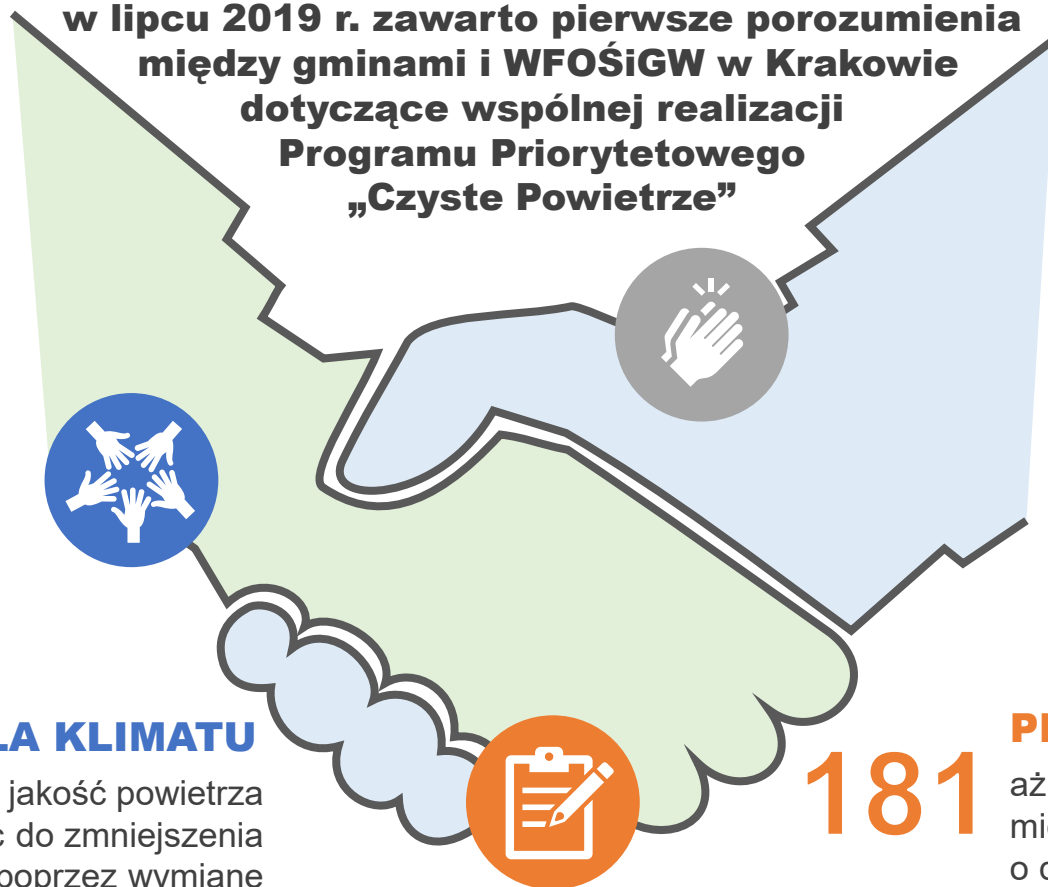 w lipcu 2019 r. zawarto pierwsze porozumienia
między gminami i WFOŚiGW w Krakowie
dotyczące wspólnej realizacji
Programu Priorytetowego
„Czyste Powietrze”
LA KLIMATU
jakość powietrza
do zmniejszenia
poprzez wymianę
181
aż
o